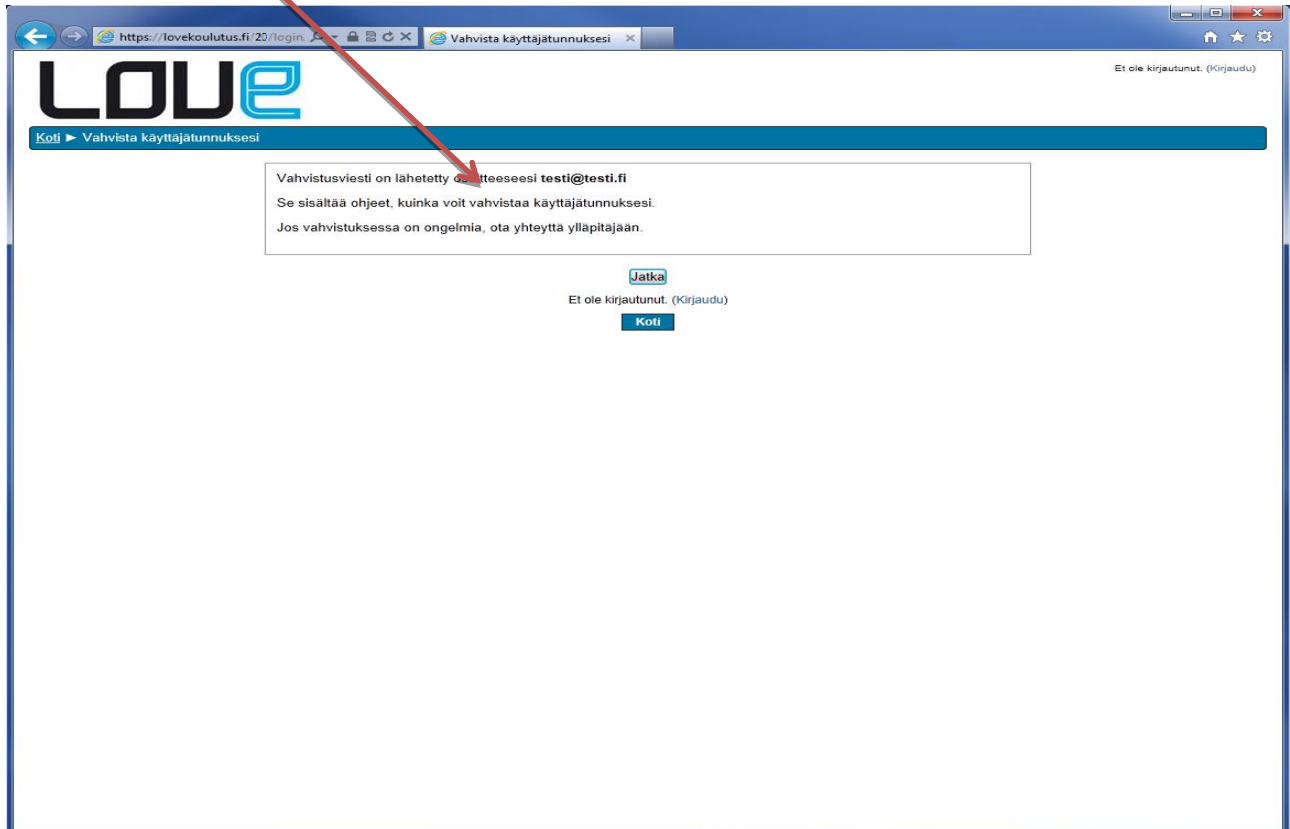 https://lovekoulutus.fi/20/login.
Vahvista käyttäjätunnuksesi
LOVe
Et ole kirjautunut. (Kirjaudu)
Koti ► Vahvista käyttäjätunnuksesi
Vahvistusviesti on lähetetty testi@testi.fi
Se sisältää ohjeet, kuinka voit vahvistaa käyttäjätunnuksesi.
Jos vahvistuksessa on ongelmia, ota yhteyttä ylläpitäjään.
Jatka
Et ole kirjautunut. (Kirjaudu)
Koti